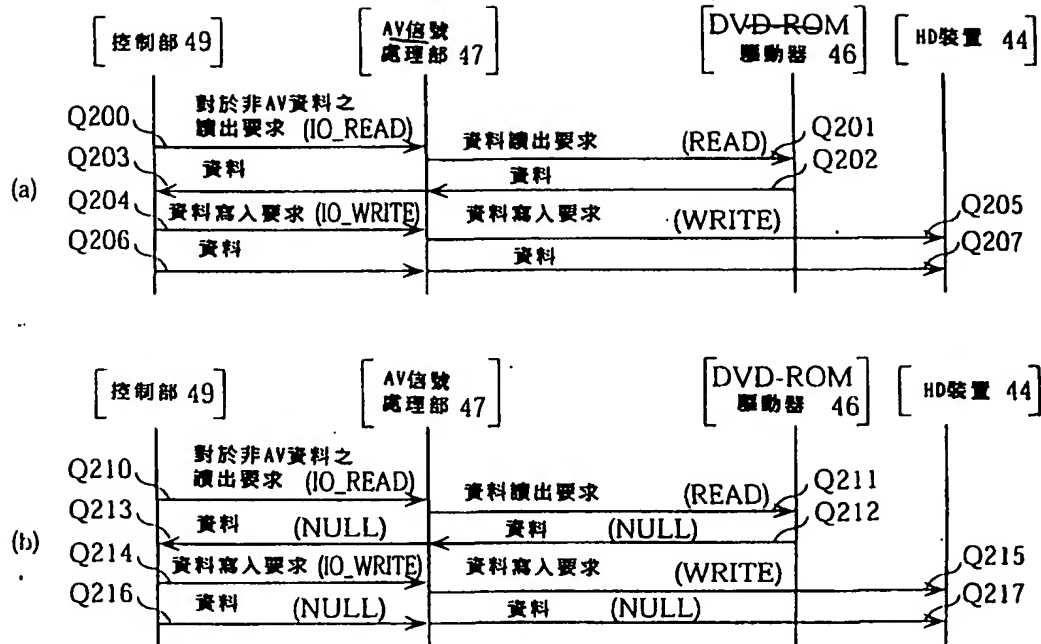 控制部 49
AV信號
處理部 47
DVD-ROM
驅動器 46
HD裝置 44
(a)
Q200
對於非AV資料之
讀出要求 (IO_READ)
資料讀出要求 (READ)
Q201
Q203
資料
資料
Q202
Q204
資料寫入要求 (IO_WRITE)
資料寫入要求 (WRITE)
Q205
Q206
資料
資料
Q207
控制部 49
AV信號
處理部 47
DVD-ROM
驅動器 46
HD裝置 44
(b)
Q210
對於非AV資料之
讀出要求 (IO_READ)
資料讀出要求 (READ)
Q211
Q213
資料 (NULL)
資料 (NULL)
Q212
Q214
資料寫入要求 (IO_WRITE)
資料寫入要求 (WRITE)
Q215
Q216
資料 (NULL)
資料 (NULL)
Q217